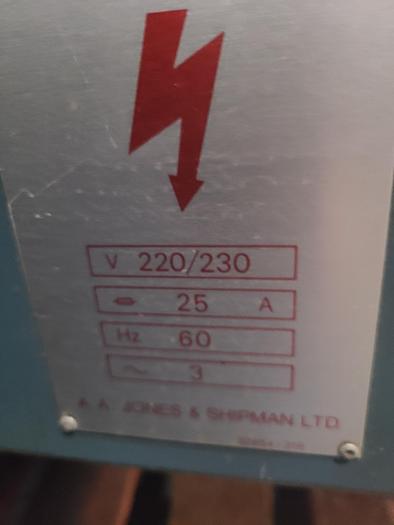 V 220/230
25 A
Hz 60
~ 3
A. A. JONES & SHIPMAN LTD